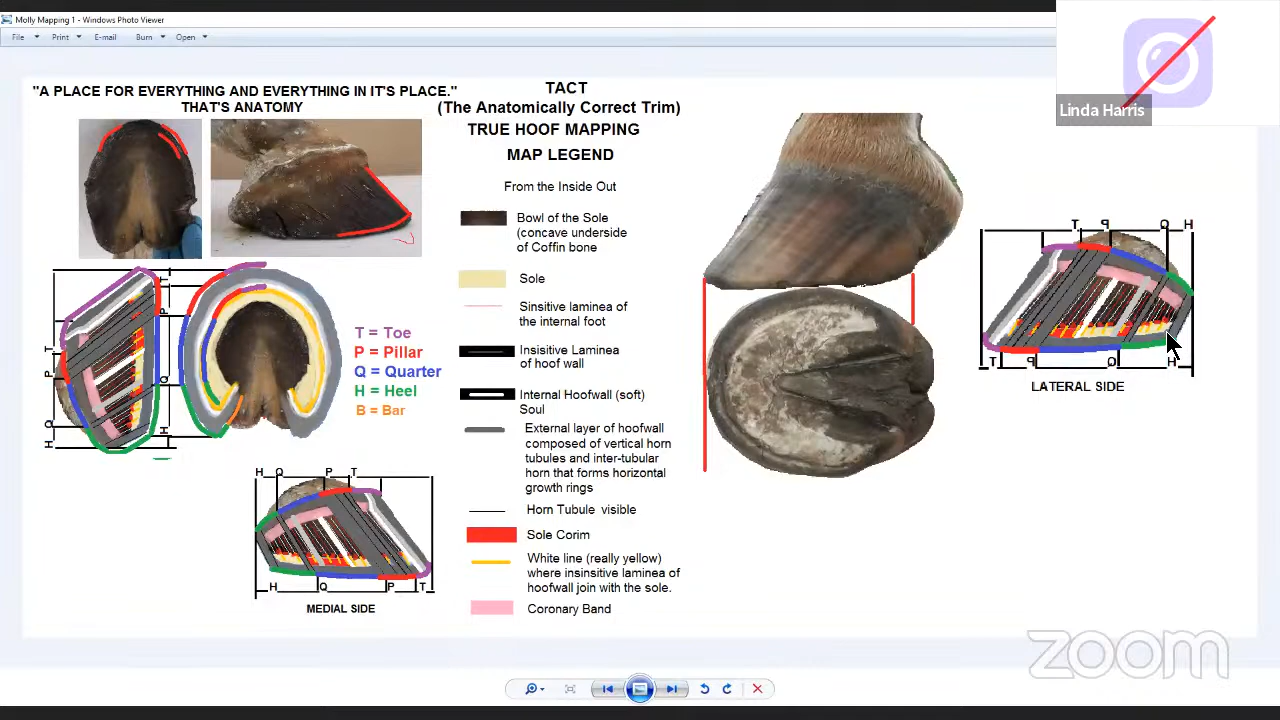 Molly Mapping 1 - Windows Photo Viewer
File Print E-mail Burn Open
Linda Harris
"A PLACE FOR EVERYTHING AND EVERYTHING IN IT'S PLACE."
THAT'S ANATOMY
TACT
(The Anatomically Correct Trim)
TRUE HOOF MAPPING
MAP LEGEND
From the Inside Out
Bowl of the Sole
(concave underside
of Coffin bone
Sole
Sinsitive laminea of
the internal foot
Insisitive Laminea
of hoof wall
Internal Hoofwall (soft)
Soul
External layer of hoofwall
composed of vertical horn
tubules and inter-tubular
horn that forms horizontal
growth rings
Horn Tubule visible
Sole Corim
White line (really yellow)
where insinsitive laminea of
hoofwall join with the sole.
Coronary Band
T = Toe
P = Pillar
Q = Quarter
H = Heel
B = Bar
T P Q H
T P Q H
H Q P T
H Q P T
MEDIAL SIDE
T P Q H
T P Q H
LATERAL SIDE
zoom